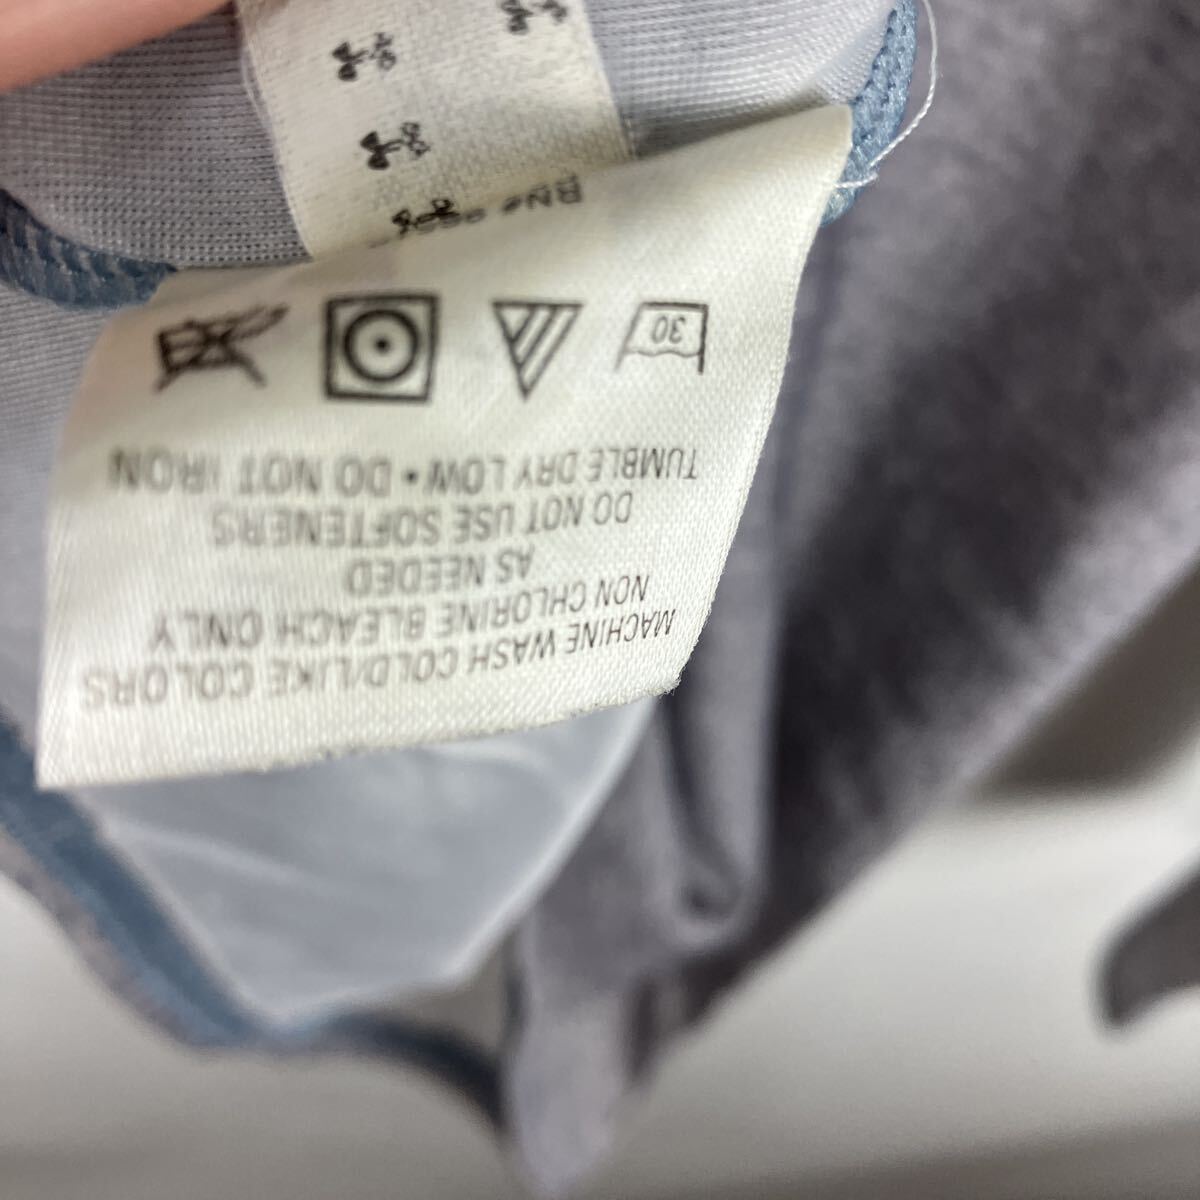 MACHINE WASH COLD/LIKE COLORS
NON CHLORINE BLEACH ONLY
AS NEEDED
DO NOT USE SOFTENERS
TUMBLE DRY LOW • DO NOT IRON
30
RN#